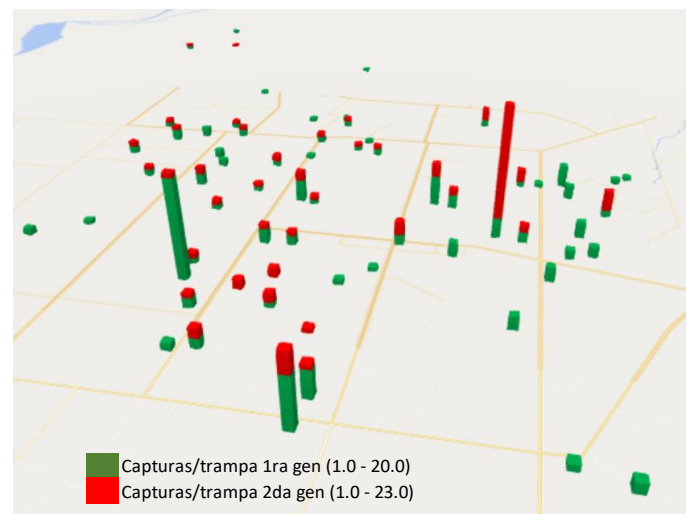 Capturas/trampa 1ra gen (1.0 - 20.0)
Capturas/trampa 2da gen (1.0 - 23.0)